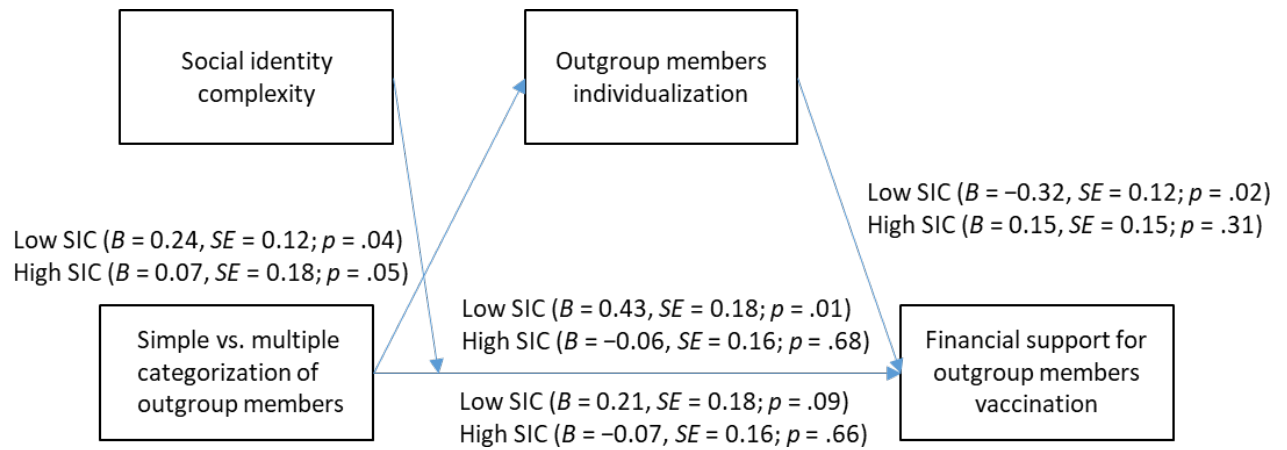 Social identity
complexity
Outgroup members
individualization
Low SIC (B = −0.32, SE = 0.12; p = .02)
High SIC (B = 0.15, SE = 0.15; p = .31)
Low SIC (B = 0.24, SE = 0.12; p = .04)
High SIC (B = 0.07, SE = 0.18; p = .05)
Low SIC (B = 0.43, SE = 0.18; p = .01)
High SIC (B = −0.06, SE = 0.16; p = .68)
Simple vs. multiple
categorization of
outgroup members
Financial support for
outgroup members
vaccination
Low SIC (B = 0.21, SE = 0.18; p = .09)
High SIC (B = -0.07, SE = 0.16; p = .66)